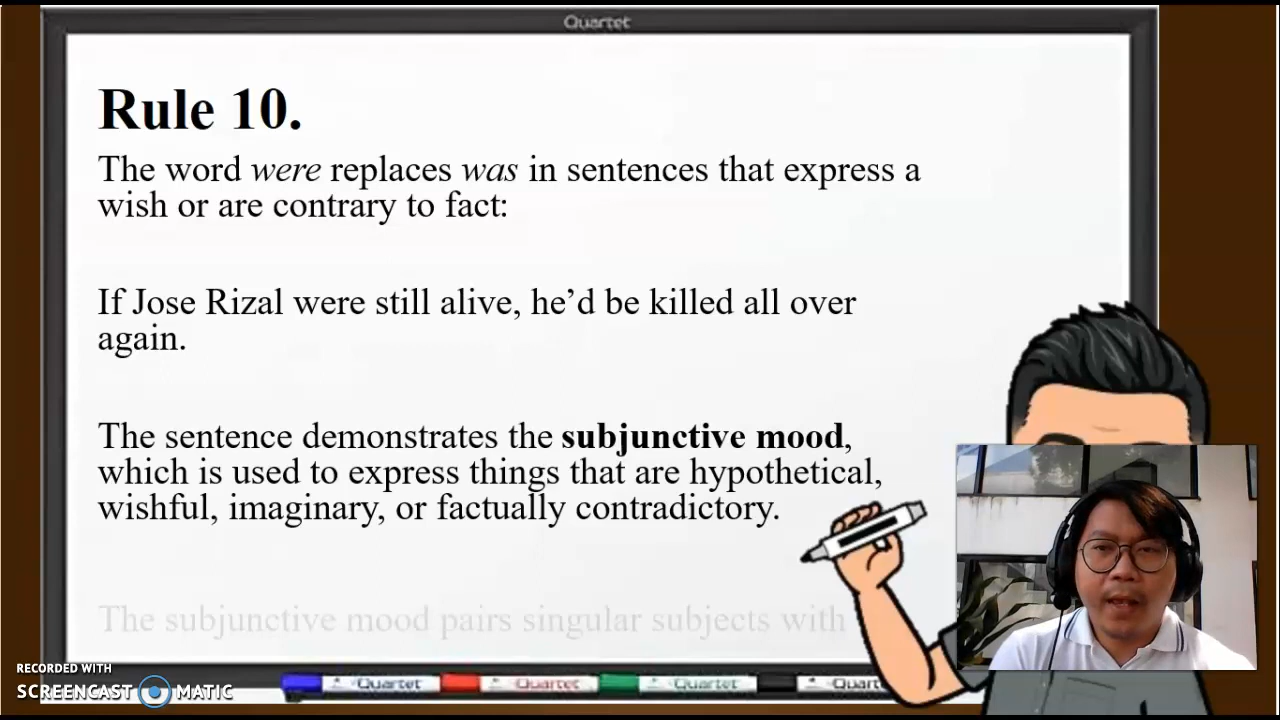 Quartet
Rule 10.
The word were replaces was in sentences that express a
wish or are contrary to fact:
If Jose Rizal were still alive, he’d be killed all over
again.
The sentence demonstrates the subjunctive mood,
which is used to express things that are hypothetical,
wishful, imaginary, or factually contradictory.
The subjunctive mood pairs singular subjects with
RECORDED WITH
SCREENCAST MATIC
Quartet Quartet Quartet Quart